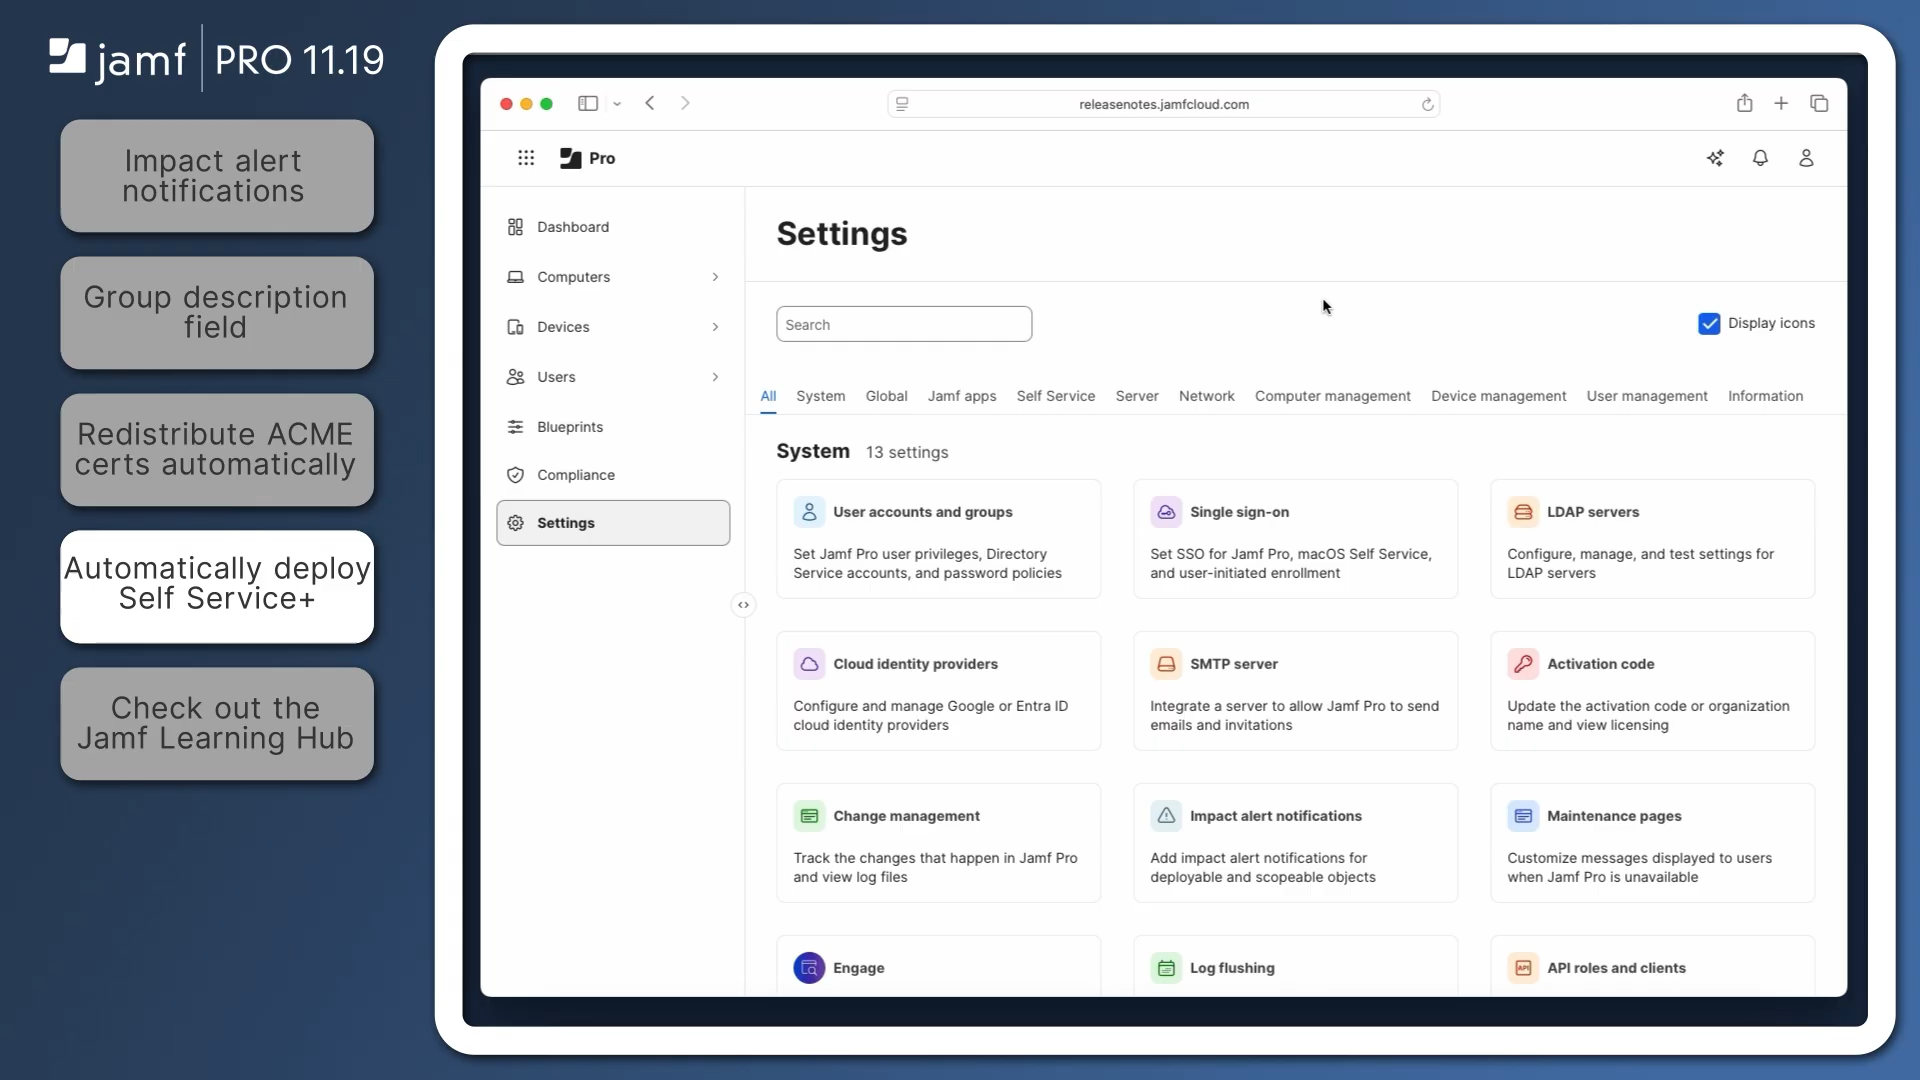 jamf PRO 11.19
Impact alert
notifications
Group description
field
Redistribute ACME
certs automatically
Automatically deploy
Self Service+
Check out the
Jamf Learning Hub
releasenotes.jamfcloud.com
Pro
Dashboard
Computers
Devices
Users
Blueprints
Compliance
Settings
Settings
Search
Display icons
All System Global Jamf apps Self Service Server Network Computer management Device management User management Information
System 13 settings
User accounts and groups
Set Jamf Pro user privileges, Directory
Service accounts, and password policies
Single sign-on
Set SSO for Jamf Pro, macOS Self Service,
and user-initiated enrollment
LDAP servers
Configure, manage, and test settings for
LDAP servers
Cloud identity providers
Configure and manage Google or Entra ID
cloud identity providers
SMTP server
Integrate a server to allow Jamf Pro to send
emails and invitations
Activation code
Update the activation code or organization
name and view licensing
Change management
Track the changes that happen in Jamf Pro
and view log files
Impact alert notifications
Add impact alert notifications for
deployable and scopeable objects
Maintenance pages
Customize messages displayed to users
when Jamf Pro is unavailable
Engage
Log flushing
API
API roles and clients